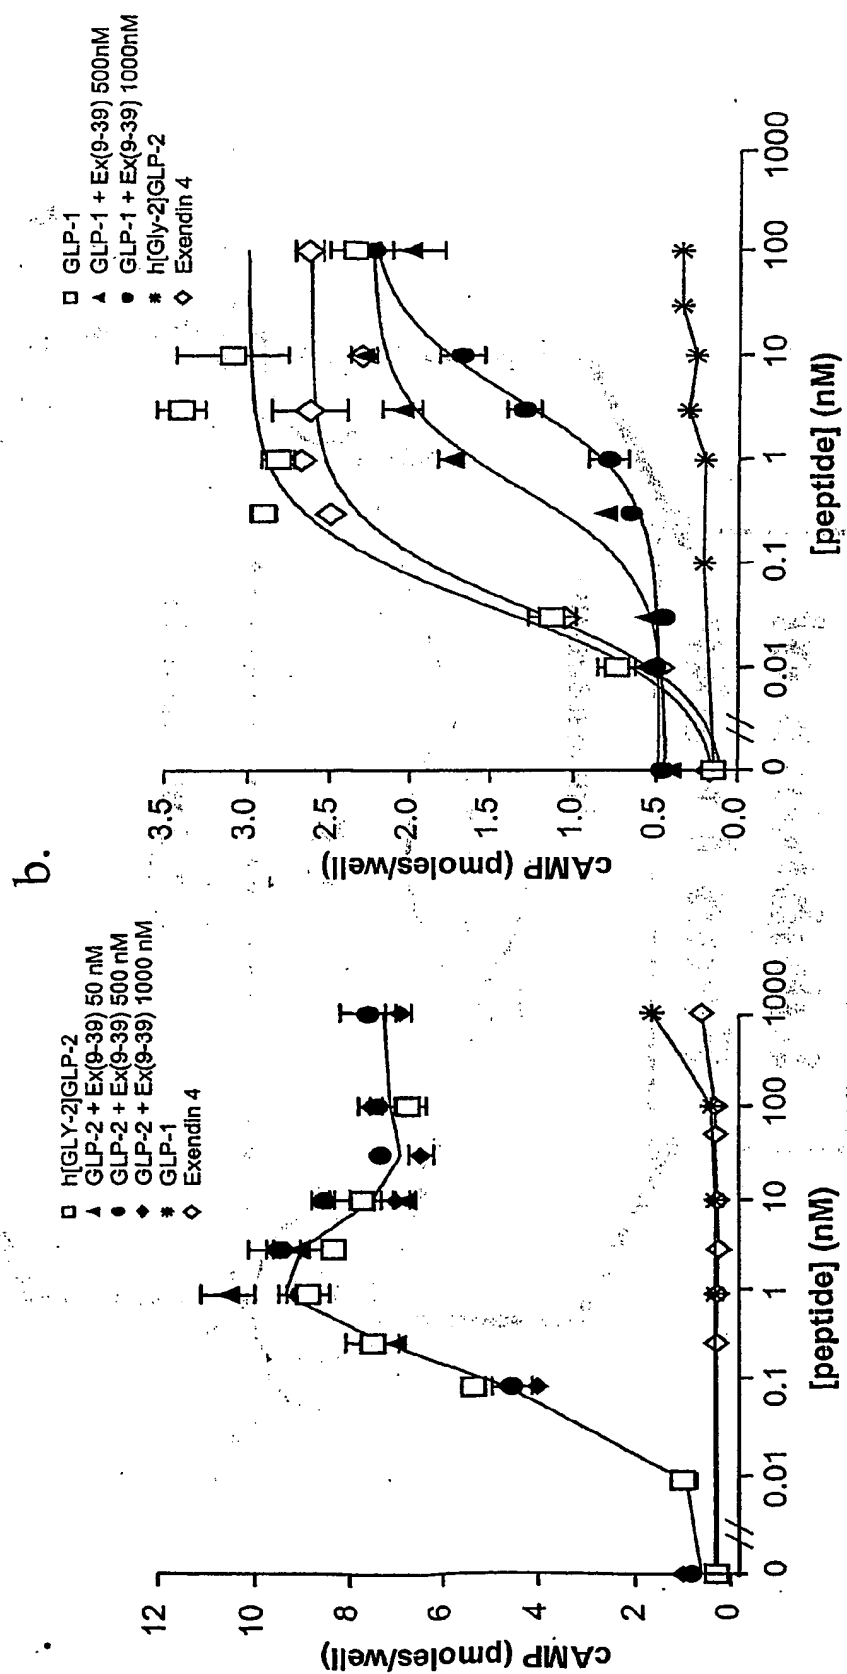 b.
□ h[GLY-2]GLP-2
▲ GLP-2 + Ex(9-39) 50 nM
● GLP-2 + Ex(9-39) 500 nM
◆ GLP-2 + Ex(9-39) 1000 nM
✳ GLP-1
◇ Exendin 4
12
10
8
6
4
2
0
cAMP (pmoles/well)
0 0.01 0.1 1 10 100 1000
[peptide] (nM)
□ GLP-1
▲ GLP-1 + Ex(9-39) 500nM
● GLP-1 + Ex(9-39) 1000nM
✳ h[Gly-2]GLP-2
◇ Exendin 4
3.5
3.0
2.5
2.0
1.5
1.0
0.5
0.0
cAMP (pmoles/well)
0 0.01 0.1 1 10 100 1000
[peptide] (nM)